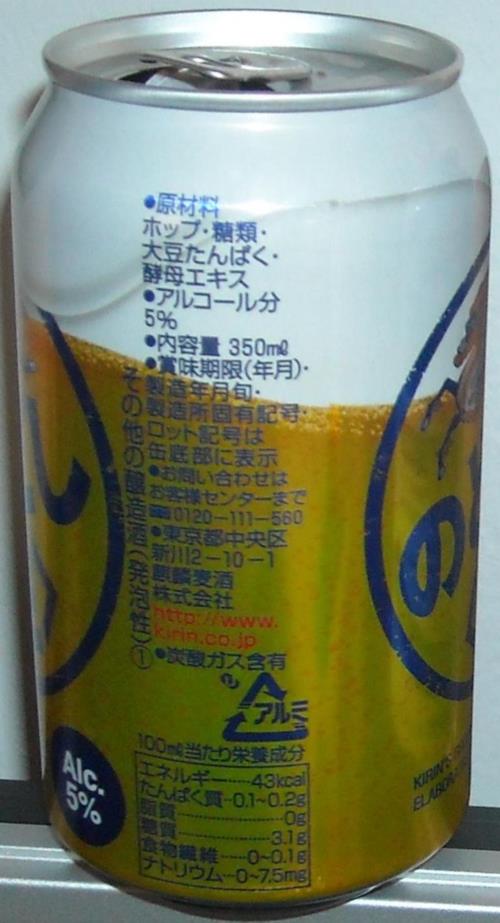 ●原材料
ホップ・糖類・
大豆たんぱく・
酵母エキス
●アルコール分
5%
●内容量 350mℓ
●賞味期限(年月)・
製造年月旬・
製造所固有記号・
ロット記号は
缶底部に表示
●お問い合わせは
お客様センターまで
☎0120-111-560
●東京都中央区
新川2-10-1
麒麟麦酒
株式会社
http://www.
kirin.co.jp
●炭酸ガス含有
その他の醸造酒(発泡性)①
アルミ
100mℓ当たり栄養成分
エネルギー……43kcal
たんぱく質…0.1~0.2g
脂質……………0g
糖質……………3.1g
食物繊維……0~0.1g
ナトリウム…0~7.5mg
Alc.
5%
の
し
KIRIN'S
ELABOR